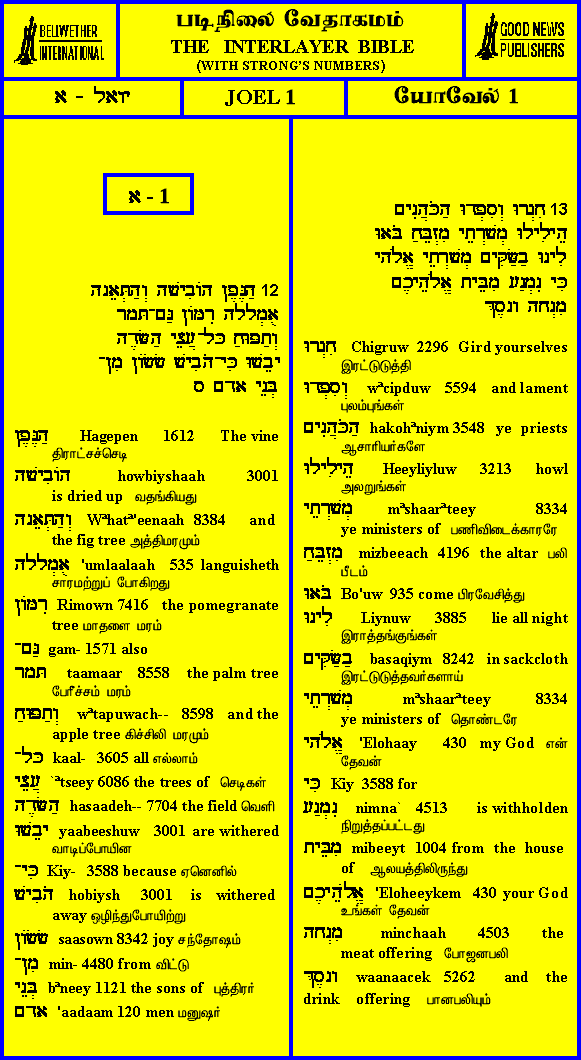 BELLWETHER
INTERNATIONAL
படிநிலை வேதாகமம்
THE INTERLAYER BIBLE
(WITH STRONG'S NUMBERS)
GOOD NEWS
PUBLISHERS
יואל - א
JOEL 1
யோவேல் 1
א - 1
12 הַגֶּפֶן הוֹבִישָׁה וְהַתְּאֵנָה
אֻמְלָלָה רִמּוֹן גַּם־תָּמָר
וְתַפּוּחַ כָּל־עֲצֵי הַשָּׂדֶה
יָבֵשׁוּ כִּי־הֹבִישׁ שָׂשׂוֹן מִן־
בְּנֵי אָדָם ס
הַגֶּפֶן Hagepen 1612 The vine
திராட்சச்செடி
הוֹבִישָׁה howbiyshaah 3001
is dried up வதங்கியது
וְהַתְּאֵנָה Wᵃhatᵃ'eenaah 8384 and
the fig tree அத்திமரமும்
אֻמְלָלָה 'umlaalaah 535 languisheth
சாரமற்றுப் போகிறது
רִמּוֹן Rimown 7416 the pomegranate
tree மாதளை மரம்
גַּם־ gam- 1571 also
תָּמָר taamaar 8558 the palm tree
பேரீச்சம் மரம்
וְתַפּוּחַ wᵃtapuwach-- 8598 and the
apple tree கிச்சிலி மரமும்
כָּל־ kaal- 3605 all எல்லாம்
עֲצֵי `ᵃtseey 6086 the trees of செடிகள்
הַשָּׂדֶה hasaadeh-- 7704 the field வெளி
יָבֵשׁוּ yaabeeshuw 3001 are withered
வாடிப்போயின
כִּי־ Kiy- 3588 because ஏனெனில்
הֹבִישׁ hobiysh 3001 is withered
away ஒழிந்துபோயிற்று
שָׂשׂוֹן saasown 8342 joy சந்தோஷம்
מִן־ min- 4480 from விட்டு
בְּנֵי bᵃneey 1121 the sons of புத்திரர்
אָדָם 'aadaam 120 men மனுஷர்
13 חִגְרוּ וְסִפְדוּ הַכֹּהֲנִים
הֵילִילוּ מְשָׁרְתֵי מִזְבֵּחַ בֹּאוּ
לִינוּ בַשַּׂקִּים מְשָׁרְתֵי אֱלֹהָי
כִּי נִמְנַע מִבֵּית אֱלֹהֵיכֶם
מִנְחָה וָנָסֶךְ
חִגְרוּ Chigruw 2296 Gird yourselves
இரட்டுடுத்தி
וְסִפְדוּ wᵃcipduw 5594 and lament
புலம்புங்கள்
הַכֹּהֲנִים hakohᵃniym 3548 ye priests
ஆசாரியர்களே
הֵילִילוּ Heeyliyluw 3213 howl
அலறுங்கள்
מְשָׁרְתֵי mᵃshaarᵃteey 8334
ye ministers of பணிவிடைக்காரரே
מִזְבֵּחַ mizbeeach 4196 the altar பலி
பீடம்
בֹּאוּ Bo'uw 935 come பிரவேசித்து
לִינוּ Liynuw 3885 lie all night
இராத்தங்குங்கள்
בַשַּׂקִּים basaqiym 8242 in sackcloth
இரட்டுடுத்தவர்களாய்
מְשָׁרְתֵי mᵃshaarᵃteey 8334
ye ministers of தொண்டரே
אֱלֹהָי 'Elohaay 430 my God என்
தேவன்
כִּי Kiy 3588 for
נִמְנַע nimna` 4513 is withholden
நிறுத்தப்பட்டது
מִבֵּית mibeeyt 1004 from the house
of ஆலயத்திலிருந்து
אֱלֹהֵיכֶם 'Eloheeykem 430 your God
உங்கள் தேவன்
מִנְחָה minchaah 4503 the
meat offering போஜனபலி
וָנָסֶךְ waanaacek 5262 and the
drink offering பானபலியும்